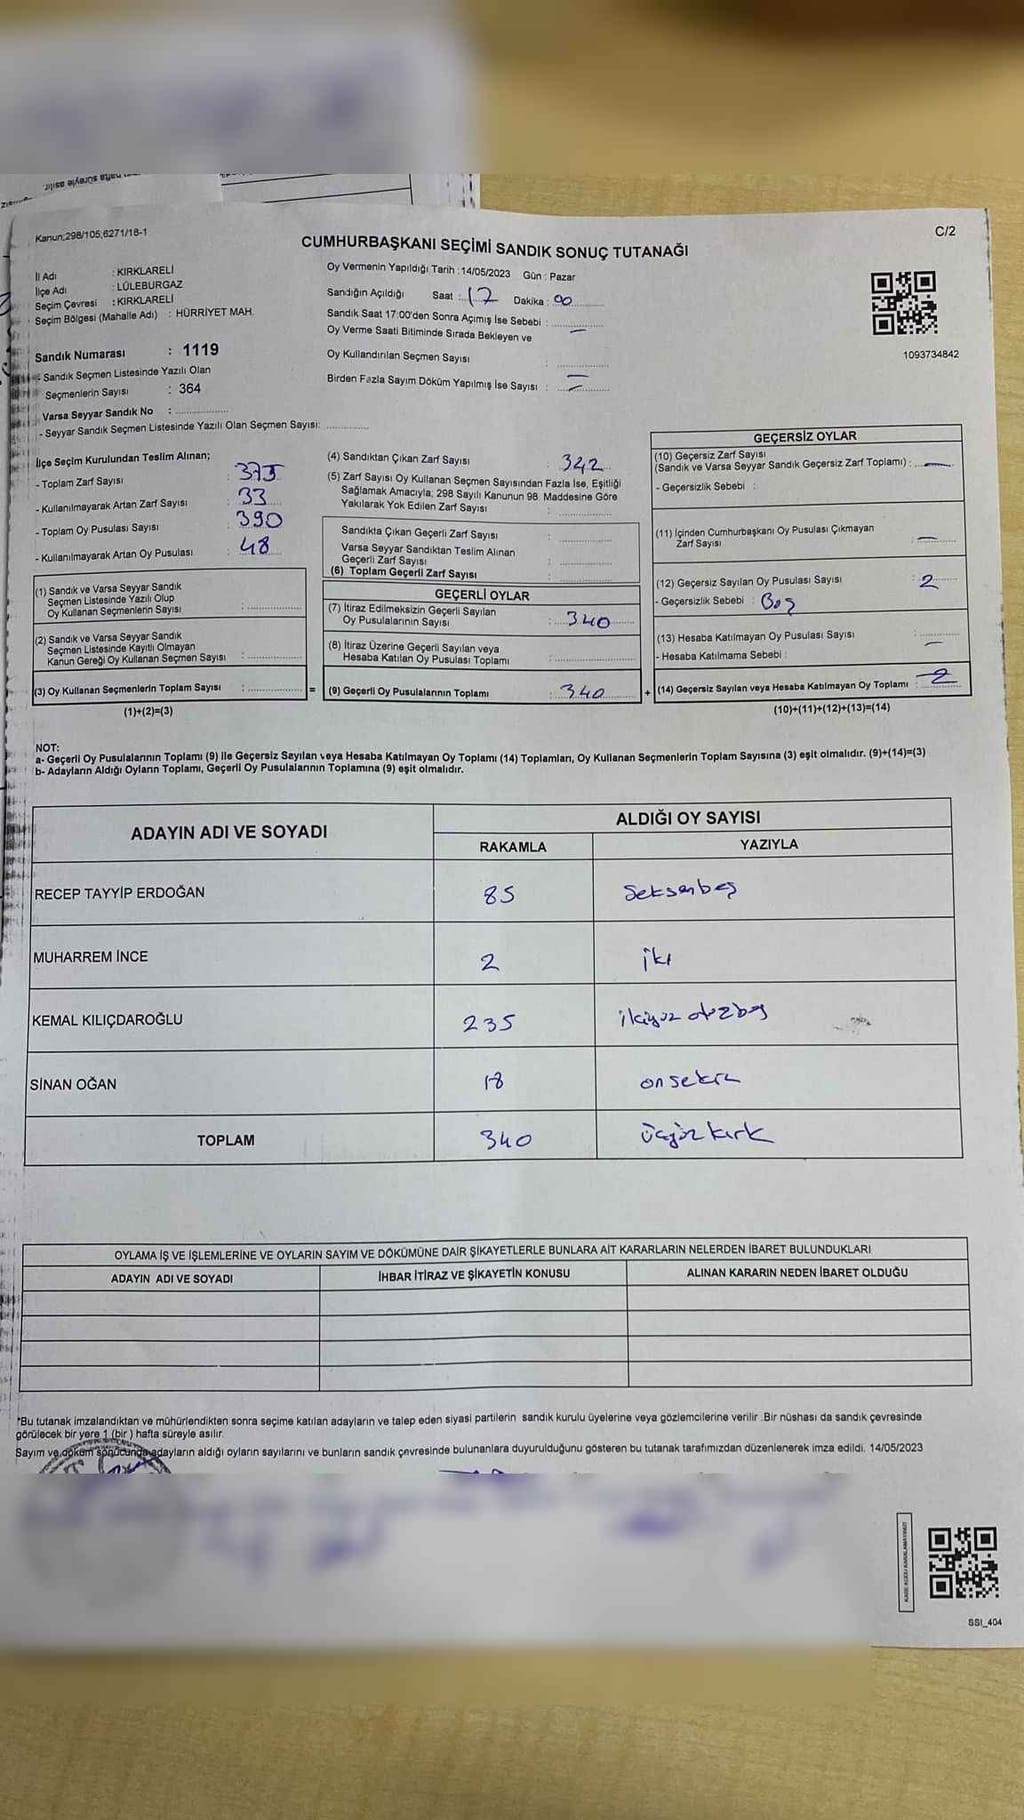 Kanun;298/105;6271/18-1
C/2
CUMHURBAŞKANI SEÇİMİ SANDIK SONUÇ TUTANAĞI
İl Adı : KIRKLARELİ
İlçe Adı : LÜLEBURGAZ
Seçim Çevresi : KIRKLARELİ
Seçim Bölgesi (Mahalle Adı) : HÜRRİYET MAH.
Sandık Numarası : 1119
- Sandık Seçmen Listesinde Yazılı Olan
Seçmenlerin Sayısı : 364
Varsa Seyyar Sandık No :
- Seyyar Sandık Seçmen Listesinde Yazılı Olan Seçmen Sayısı:
Oy Vermenin Yapıldığı Tarih : 14/05/2023 Gün : Pazar
Sandığın Açıldığı Saat : 17 Dakika : 00
Sandık Saat 17:00'den Sonra Açımış İse Sebebi :
Oy Verme Saati Bitiminde Sırada Bekleyen ve —
Oy Kullandırılan Seçmen Sayısı :
Birden Fazla Sayım Döküm Yapılmış İse Sayısı : =
1093734842
İlçe Seçim Kurulundan Teslim Alınan;
- Toplam Zarf Sayısı : 375
- Kullanılmayarak Artan Zarf Sayısı : 33
- Toplam Oy Pusulası Sayısı : 390
- Kullanılmayarak Artan Oy Pusulası : 48
(1) Sandık ve Varsa Seyyar Sandık
Seçmen Listesinde Yazılı Olup
Oy Kullanan Seçmenlerin Sayısı :
(2) Sandık ve Varsa Seyyar Sandık
Seçmen Listesinde Kayıtlı Olmayan
Kanun Gereği Oy Kullanan Seçmen Sayısı :
(3) Oy Kullanan Seçmenlerin Toplam Sayısı :
(1)+(2)=(3)
(4) Sandıktan Çıkan Zarf Sayısı : 342
(5) Zarf Sayısı Oy Kullanan Seçmen Sayısından Fazla İse, Eşitliği
Sağlamak Amacıyla; 298 Sayılı Kanunun 98. Maddesine Göre
Yakılarak Yok Edilen Zarf Sayısı :
Sandıkta Çıkan Geçerli Zarf Sayısı :
Varsa Seyyar Sandıktan Teslim Alınan
Geçerli Zarf Sayısı :
(6) Toplam Geçerli Zarf Sayısı :
GEÇERLİ OYLAR
(7) İtiraz Edilmeksizin Geçerli Sayılan
Oy Pusulalarının Sayısı : 340
(8) İtiraz Üzerine Geçerli Sayılan veya
Hesaba Katılan Oy Pusulası Toplamı :
= (9) Geçerli Oy Pusulalarının Toplamı : 340 +
GEÇERSİZ OYLAR
(10) Geçersiz Zarf Sayısı
(Sandık ve Varsa Seyyar Sandık Geçersiz Zarf Toplamı) : —
- Geçersizlik Sebebi :
(11) İçinden Cumhurbaşkanı Oy Pusulası Çıkmayan
Zarf Sayısı : —
(12) Geçersiz Sayılan Oy Pusulası Sayısı : 2
- Geçersizlik Sebebi : Boş
(13) Hesaba Katılmayan Oy Pusulası Sayısı : —
- Hesaba Katılmama Sebebi :
(14) Geçersiz Sayılan veya Hesaba Katılmayan Oy Toplamı : 2
(10)+(11)+(12)+(13)=(14)
NOT:
a- Geçerli Oy Pusulalarının Toplamı (9) ile Geçersiz Sayılan veya Hesaba Katılmayan Oy Toplamı (14) Toplamları, Oy Kullanan Seçmenlerin Toplam Sayısına (3) eşit olmalıdır. (9)+(14)=(3)
b- Adayların Aldığı Oyların Toplamı, Geçerli Oy Pusulalarının Toplamına (9) eşit olmalıdır.
ADAYIN ADI VE SOYADI ALDIĞI OY SAYISI
RAKAMLA YAZIYLA
RECEP TAYYİP ERDOĞAN 85 Seksenbeş
MUHARREM İNCE 2 iki
KEMAL KILIÇDAROĞLU 235 ikiyüz otuzbeş
SİNAN OĞAN 18 onsekiz
TOPLAM 340 üçyüz kırk
OYLAMA İŞ VE İŞLEMLERİNE VE OYLARIN SAYIM VE DÖKÜMÜNE DAİR ŞİKAYETLERLE BUNLARA AİT KARARLARIN NELERDEN İBARET BULUNDUKLARI
ADAYIN ADI VE SOYADI İHBAR İTİRAZ VE ŞİKAYETİN KONUSU ALINAN KARARIN NEDEN İBARET OLDUĞU
*Bu tutanak imzalandıktan ve mühürlendikten sonra seçime katılan adayların ve talep eden siyasi partilerin sandık kurulu üyelerine veya gözlemcilerine verilir .Bir nüshası da sandık çevresinde
görülecek bir yere 1 (bir ) hafta süreyle asılır.
Sayım ve döküm sonucunda adayların aldığı oyların sayılarını ve bunların sandık çevresinde bulunanlara duyurulduğunu gösteren bu tutanak tarafımızdan düzenlenerek imza edildi. 14/05/2023
SSI_404